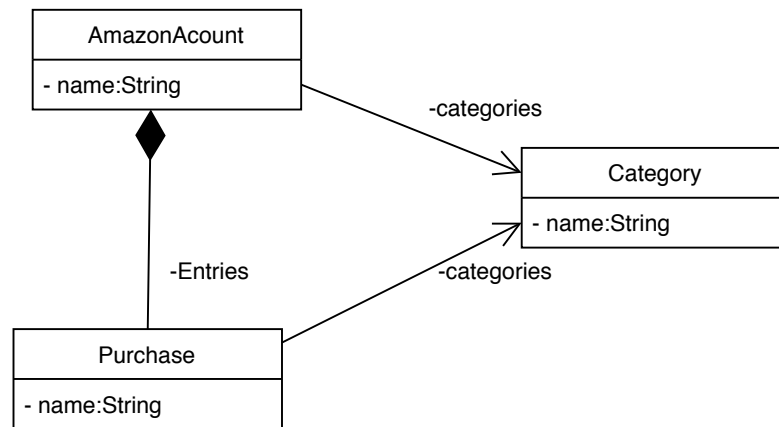 AmazonAcount
- name:String
-categories
Category
- name:String
-Entries
-categories
Purchase
- name:String